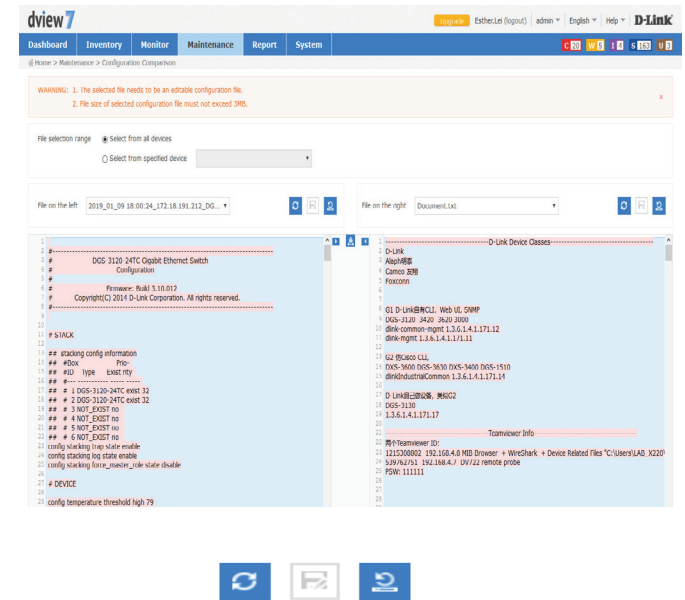 dview 7
Upgrade Esther.Lei (logout) admin English Help D-Link
Dashboard Inventory Monitor Maintenance Report System C 20 W 5 I 4 S 163 U 3
Home > Maintenance > Configuration Comparison
WARNING: 1. The selected file needs to be an editable configuration file.
2. File size of selected configuration file must not exceed 3MB.
x
File selection range Select from all devices
Select from specified device
File on the left 2019_01_09 18:00:24_172.18.191.212_DG...
File on the right Document.txt
1
2 #------------------------------------------------------------
3 # DGS-3120-24TC Gigabit Ethernet Switch
4 # Configuration
5 #
6 # Firmware: Build 3.10.012
7 # Copyright(C) 2014 D-Link Corporation. All rights reserved.
8 #------------------------------------------------------------
9
10
11 # STACK
12
13 ## stacking config information
14 ## #Box Prio-
15 ## #ID Type Exist rity
16 ## #--- ------------ ----- -----
17 ## # 1 DGS-3120-24TC exist 32
18 ## # 2 DGS-3120-24TC exist 32
19 ## # 3 NOT_EXIST no
20 ## # 4 NOT_EXIST no
21 ## # 5 NOT_EXIST no
22 ## # 6 NOT_EXIST no
23 config stacking trap state enable
24 config stacking log state enable
25 config stacking force_master_role state disable
26
27 # DEVICE
28
29 config temperature threshold high 79
1 ------------------------------D-Link Device Classes------------------------------
2 D-Link
3 Alaph明泰
4 Cameo 友翔
5 Foxconn
6
7
8 G1 D-Link自有CLI, Web UI, SNMP
9 DGS-3120 3420 3620 3000
10 dlink-common-mgmt 1.3.6.1.4.1.171.12
11 dlink-mgmt 1.3.6.1.4.1.171.11
12
13 G2 仿Cisco CLI,
14 DXS-3600 DGS-3630 DXS-3400 DGS-1510
15 dlinkIndustrialCommon 1.3.6.1.4.1.171.14
16
17 D-Link自己做设备, 类似G2
18 DGS-3130
19 1.3.6.1.4.1.171.17
20
21 ------------------------------Teamviewer Info------------------------------
22 两个Teamviewer ID:
23 1215308002 192.168.4.8 MIB Browser + WireShark + Device Related Files "C:\Users\LAB_X220\
24 539762751 192.168.4.7 DV722 remote probe
25 PSW: 111111
26
27
28